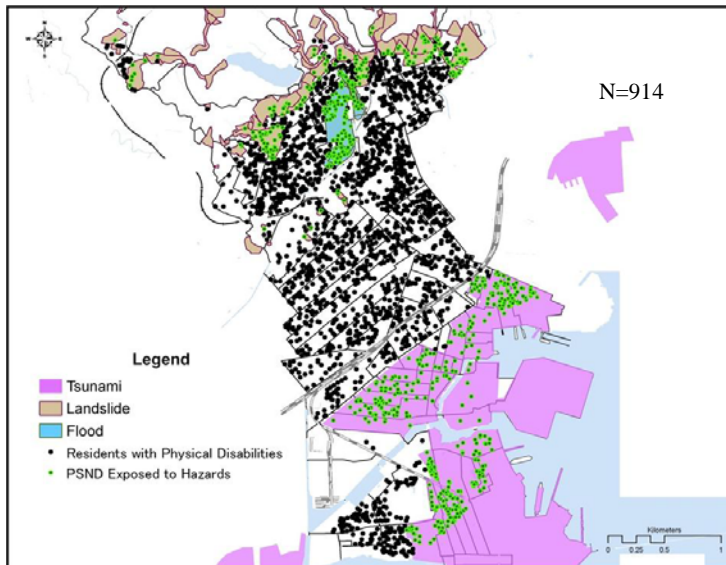 N
W E
S
N=914
Legend
Tsunami
Landslide
Flood
Residents with Physical Disabilities
PSND Exposed to Hazards
Kilometers
0 0.25 0.5 1